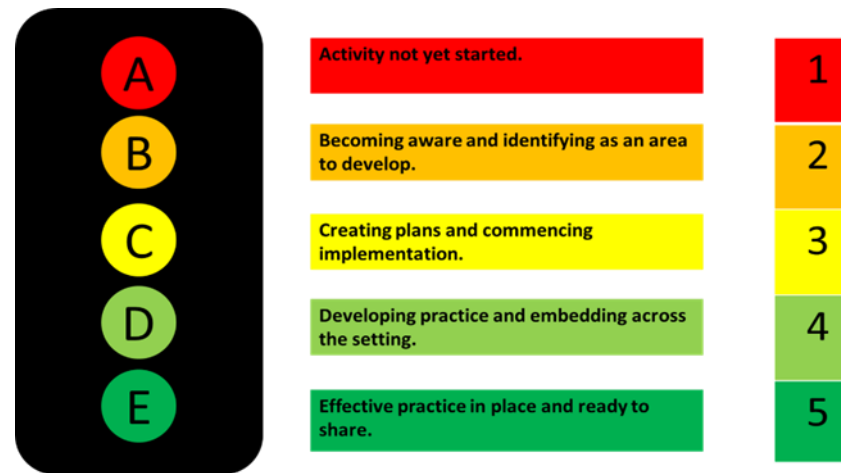 A
Activity not yet started.
1
B
Becoming aware and identifying as an area
to develop.
2
C
Creating plans and commencing
implementation.
3
D
Developing practice and embedding across
the setting.
4
E
Effective practice in place and ready to
share.
5